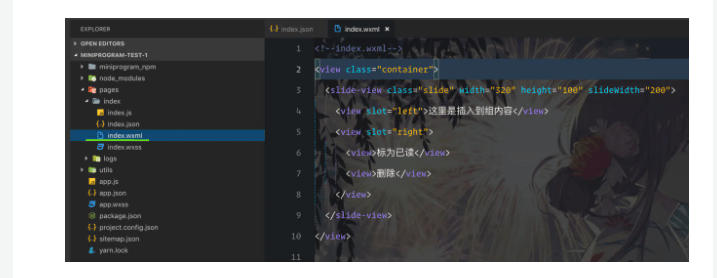 EXPLORER
OPEN EDITORS
MINIPROGRAM-TEST-1
miniprogram_npm
node_modules
pages
index
index.js
{.} index.json
index.wxml
index.wxss
logs
utils
app.js
{.} app.json
app.wxss
package.json
{.} project.config.json
{.} sitemap.json
yarn.lock
{.} index.json
index.wxml ×
1 <!--index.wxml-->
2 <view class="container">
3 <slide-view class="slide" width="320" height="100" slideWidth="200">
4 <view slot="left">这里是插入到组内容</view>
5 <view slot="right">
6 <view>标为已读</view>
7 <view>删除</view>
8 </view>
9 </slide-view>
10 </view>
11